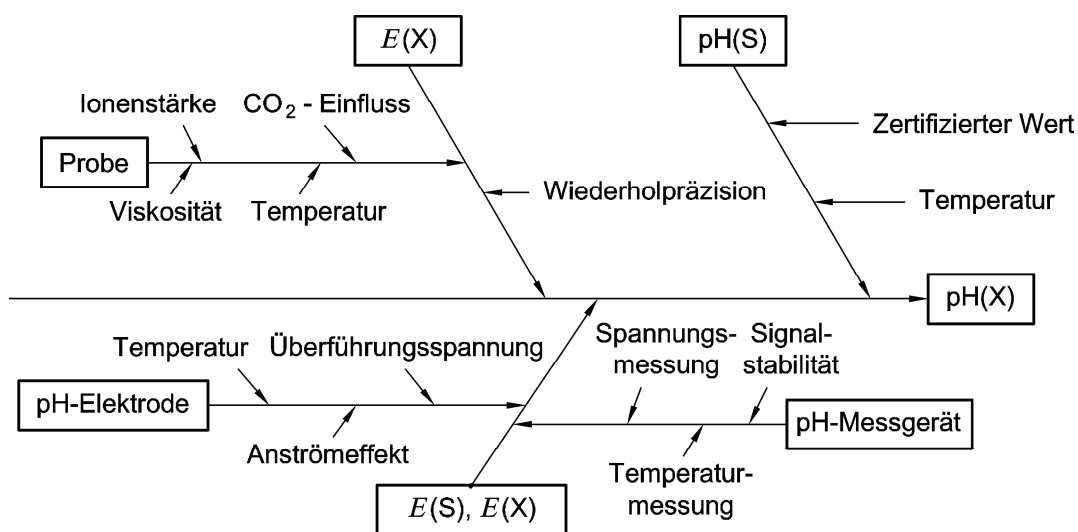 E(X)
pH(S)
Ionenstärke
CO₂ - Einfluss
Zertifizierter Wert
Probe
Wiederholpräzision
Viskosität
Temperatur
Temperatur
pH(X)
Temperatur
Überführungsspannung
Spannungs-
messung
Signal-
stabilität
pH-Elektrode
pH-Messgerät
Anströmeffekt
Temperatur-
messung
E(S), E(X)